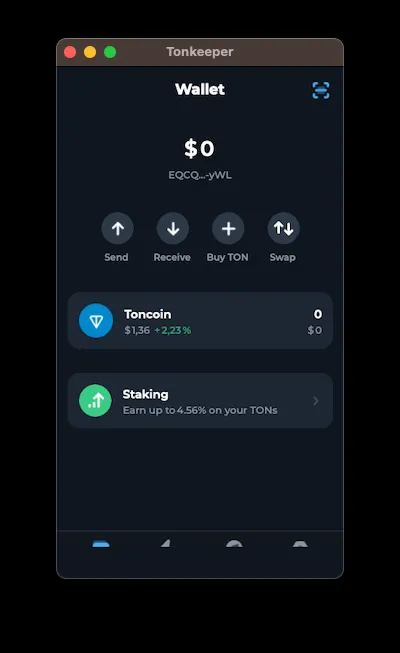 Tonkeeper
Wallet
$0
EQCQ...-yWL
Send
Receive
Buy TON
Swap
Toncoin
0
$1,36 +2,23%
$0
Staking
Earn up to 4.56% on your TONs